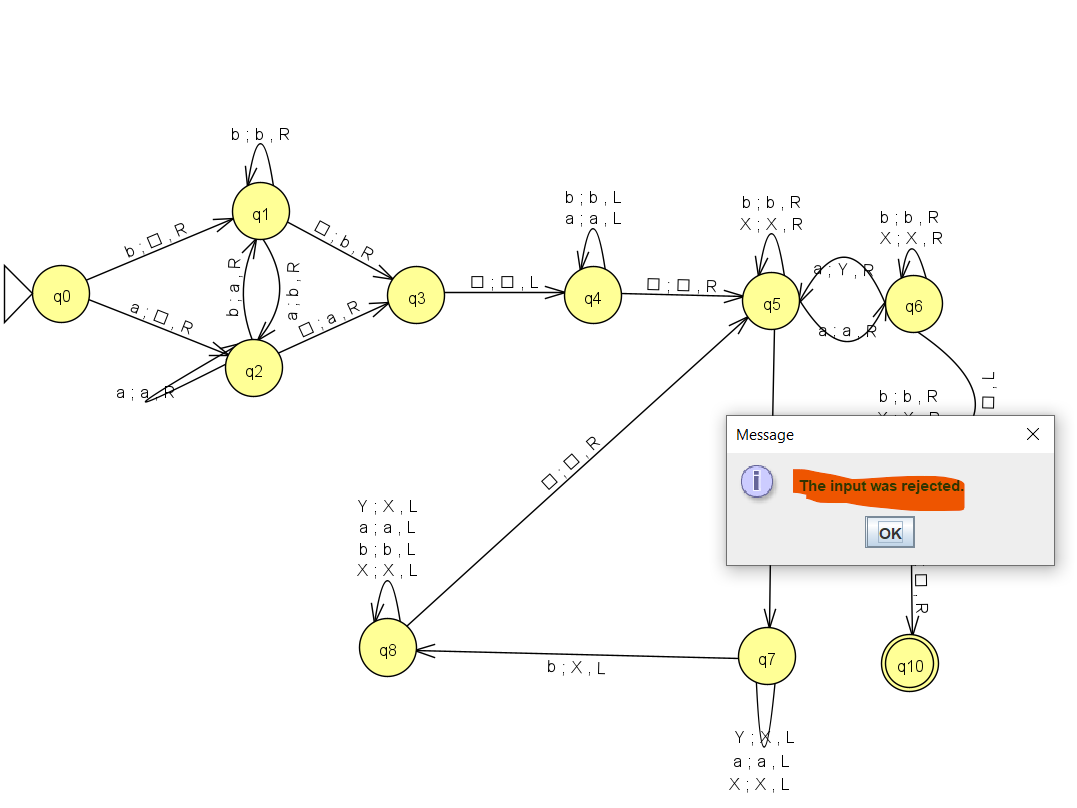 b ; b , R
q1
b ; □ , R
□ ; b , R
b ; a , R
a ; b , R
q0
a ; □ , R
□ ; a , R
q2
a ; a , R
q3
□ ; □ , L
b ; b , L
a ; a , L
q4
□ ; □ , R
b ; b , R
X ; X , R
q5
a ; Y , R
a ; a , R
b ; b , R
X ; X , R
q6
b ; b , R
Message
The input was rejected.
OK
□ ; □ , R
Y ; X , L
a ; a , L
b ; b , L
X ; X , L
q8
b ; X , L
q7
Y ; X , L
a ; a , L
X ; X , L
q10